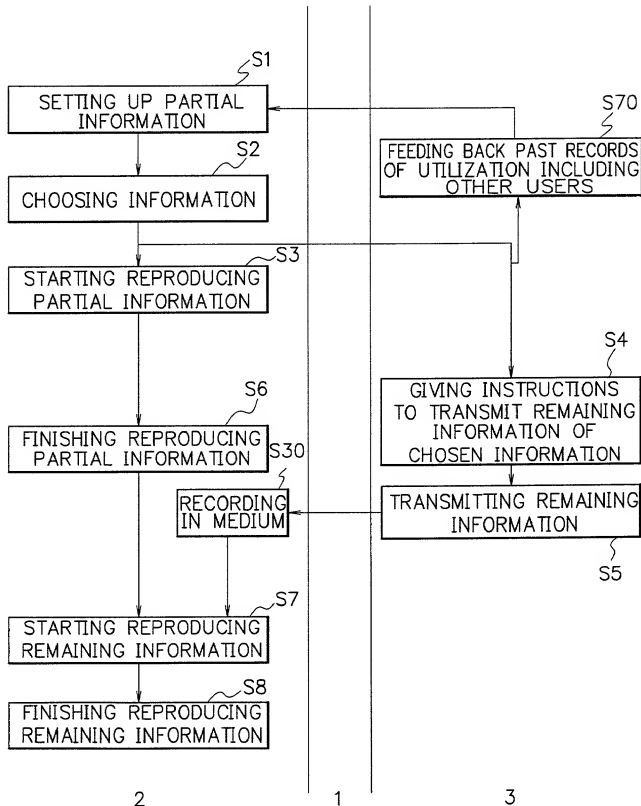 S1
SETTING UP PARTIAL
INFORMATION
S70
FEEDING BACK PAST RECORDS
OF UTILIZATION INCLUDING
OTHER USERS
S2
CHOOSING INFORMATION
S3
STARTING REPRODUCING
PARTIAL INFORMATION
S4
GIVING INSTRUCTIONS
TO TRANSMIT REMAINING
INFORMATION OF
CHOSEN INFORMATION
S6
FINISHING REPRODUCING
PARTIAL INFORMATION
S30
RECORDING
IN MEDIUM
TRANSMITTING REMAINING
INFORMATION
S5
S7
STARTING REPRODUCING
REMAINING INFORMATION
S8
FINISHING REPRODUCING
REMAINING INFORMATION
2
1
3